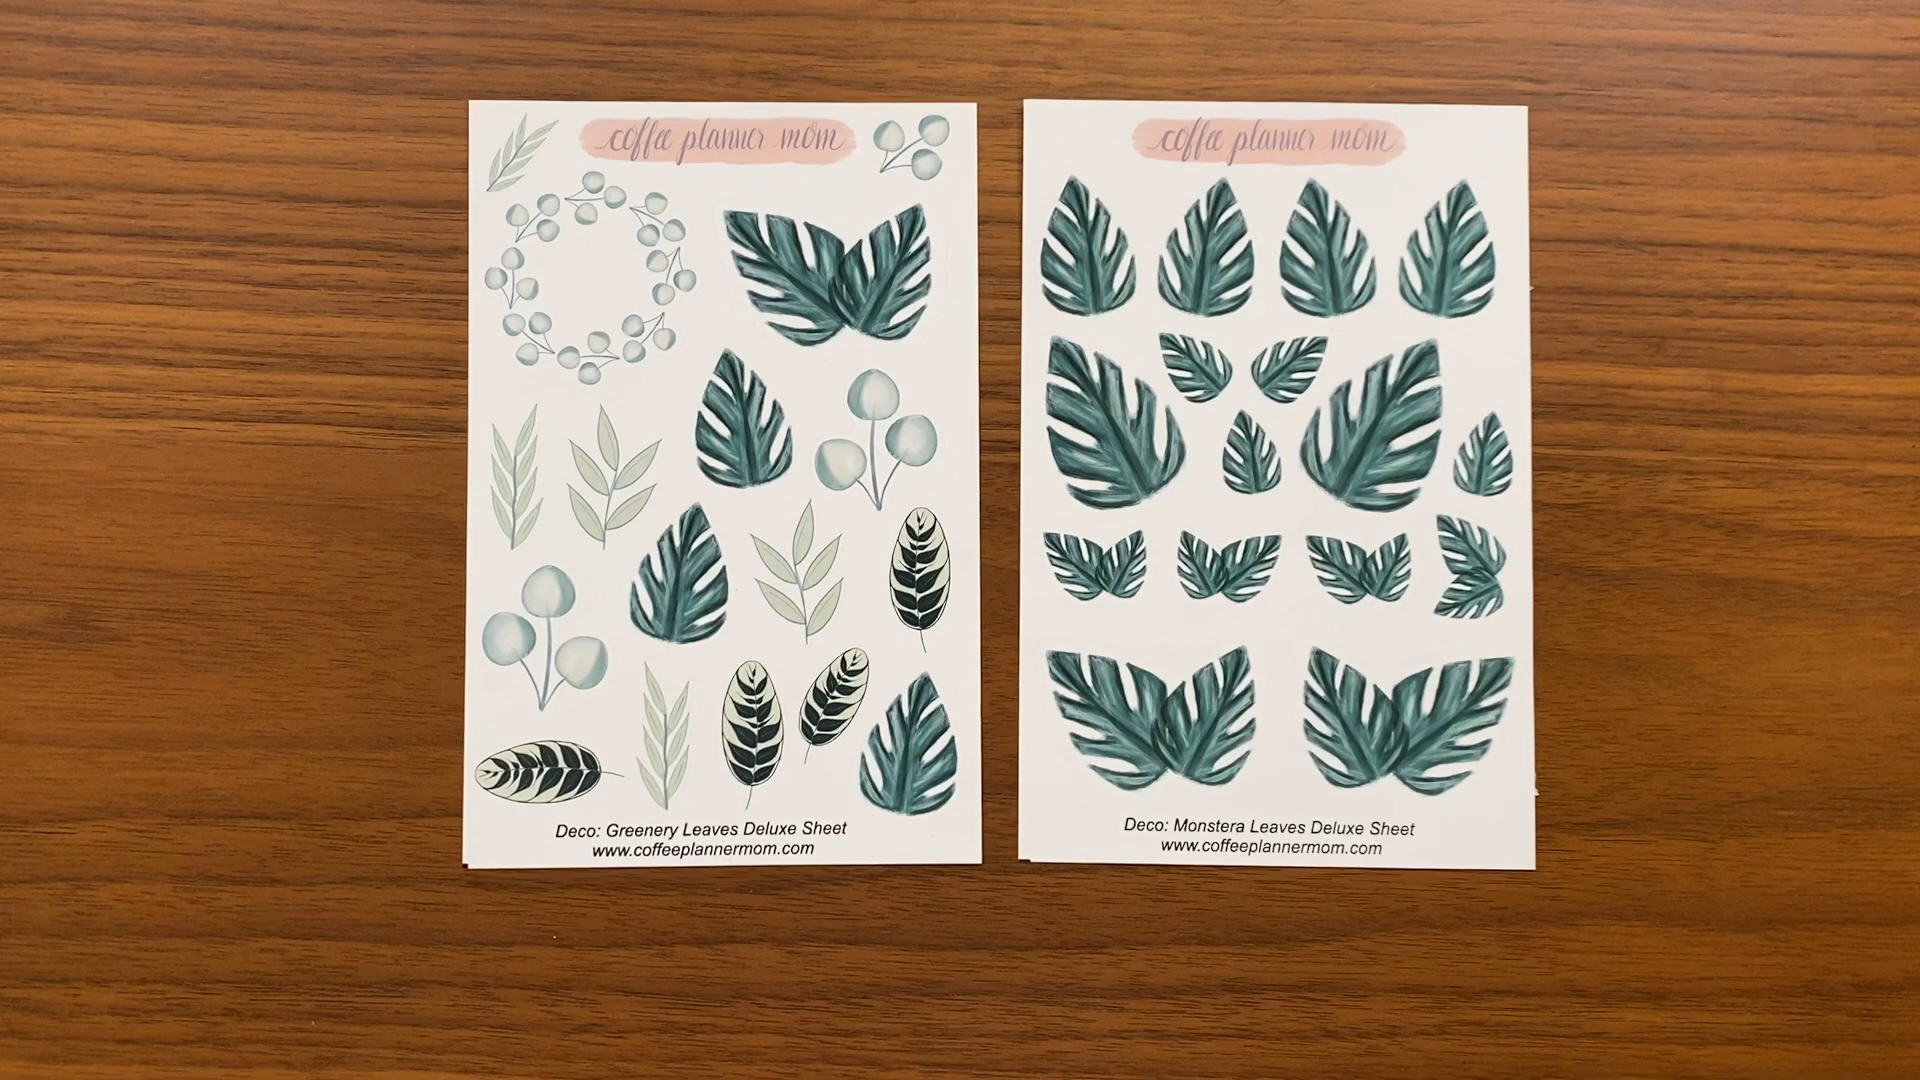 coffee planner mom
Deco: Greenery Leaves Deluxe Sheet
www.coffeeplannermom.com
coffee planner mom
Deco: Monstera Leaves Deluxe Sheet
www.coffeeplannermom.com